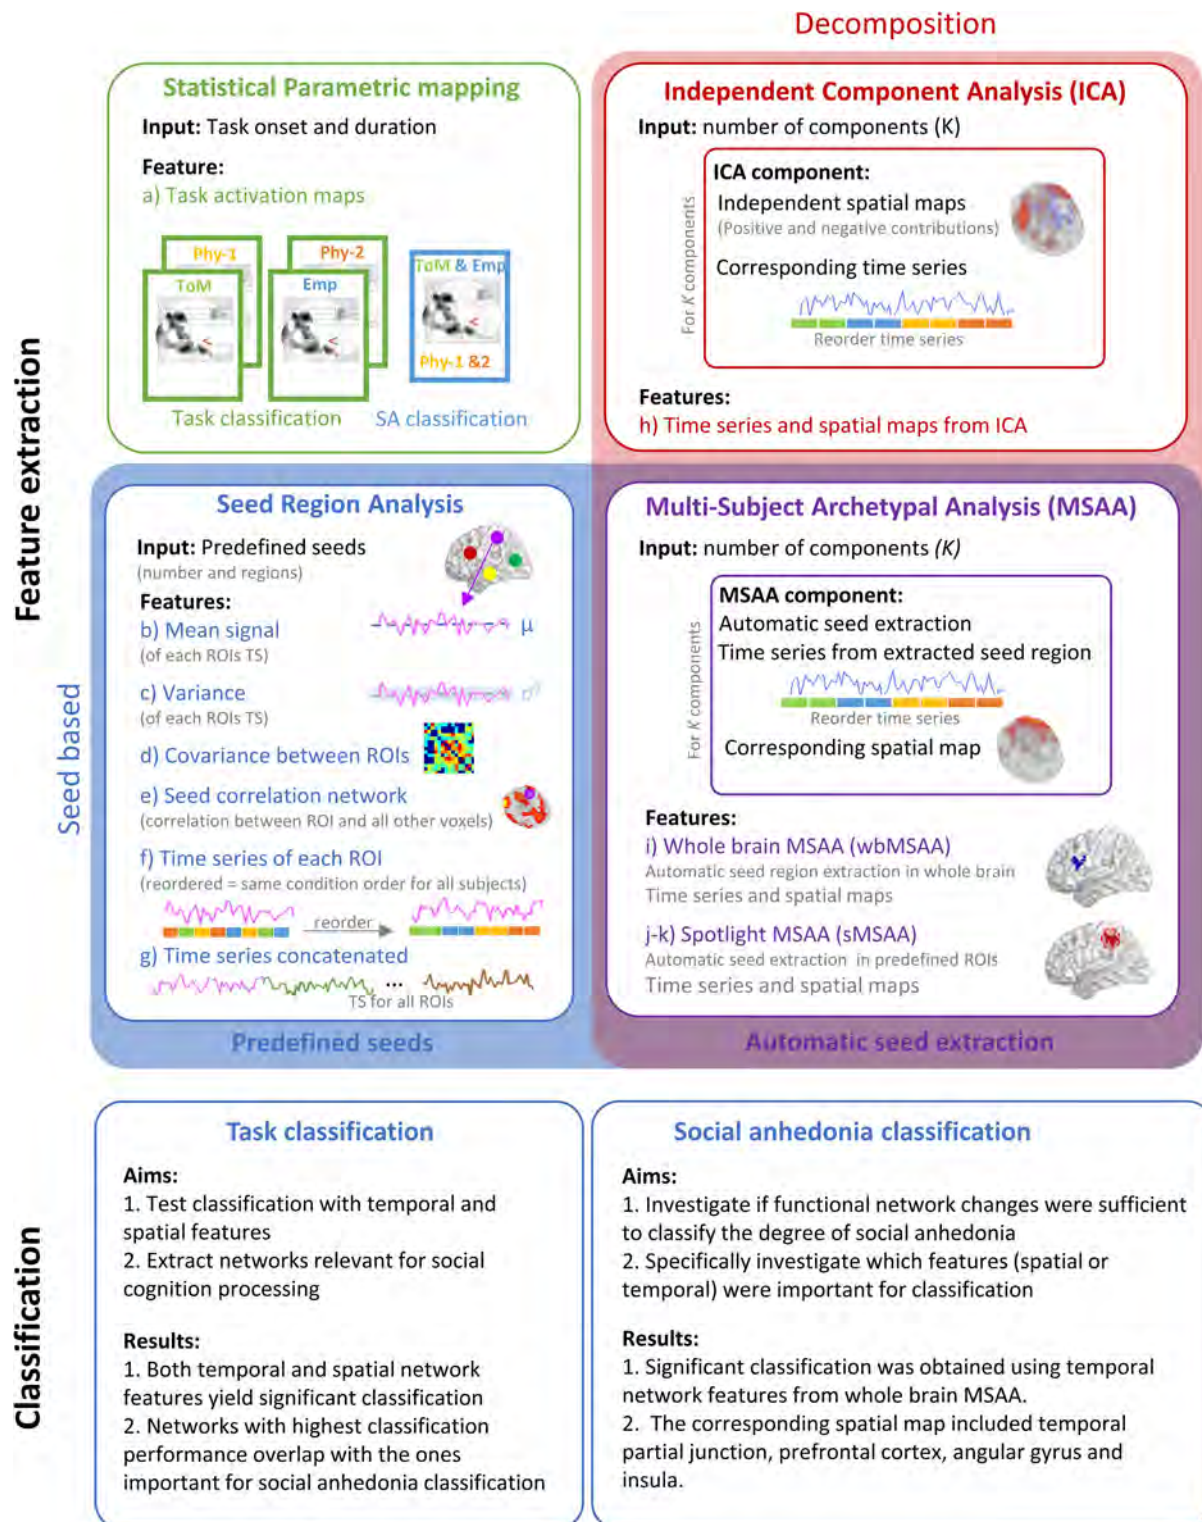 Decomposition
Feature extraction
Statistical Parametric mapping
Input: Task onset and duration
Feature:
a) Task activation maps
Phy-1
ToM
Phy-2
Emp
ToM & Emp
Phy-1 &2
Task classification
SA classification
Independent Component Analysis (ICA)
Input: number of components (K)
For K components
ICA component:
Independent spatial maps
(Positive and negative contributions)
Corresponding time series
Reorder time series
Features:
h) Time series and spatial maps from ICA
Seed based
Seed Region Analysis
Input: Predefined seeds
(number and regions)
Features:
b) Mean signal
μ
(of each ROIs TS)
c) Variance
(of each ROIs TS)
d) Covariance between ROIs
e) Seed correlation network
(correlation between ROI and all other voxels)
f) Time series of each ROI
(reordered = same condition order for all subjects)
reorder
g) Time series concatenated
...
TS for all ROIs
Predefined seeds
Multi-Subject Archetypal Analysis (MSAA)
Input: number of components (K)
For K components
MSAA component:
Automatic seed extraction
Time series from extracted seed region
Reorder time series
Corresponding spatial map
Features:
i) Whole brain MSAA (wbMSAA)
Automatic seed region extraction in whole brain
Time series and spatial maps
j-k) Spotlight MSAA (sMSAA)
Automatic seed extraction in predefined ROIs
Time series and spatial maps
Automatic seed extraction
Classification
Task classification
Aims:
1. Test classification with temporal and
spatial features
2. Extract networks relevant for social
cognition processing
Results:
1. Both temporal and spatial network
features yield significant classification
2. Networks with highest classification
performance overlap with the ones
important for social anhedonia classification
Social anhedonia classification
Aims:
1. Investigate if functional network changes were sufficient
to classify the degree of social anhedonia
2. Specifically investigate which features (spatial or
temporal) were important for classification
Results:
1. Significant classification was obtained using temporal
network features from whole brain MSAA.
2. The corresponding spatial map included temporal
partial junction, prefrontal cortex, angular gyrus and
insula.